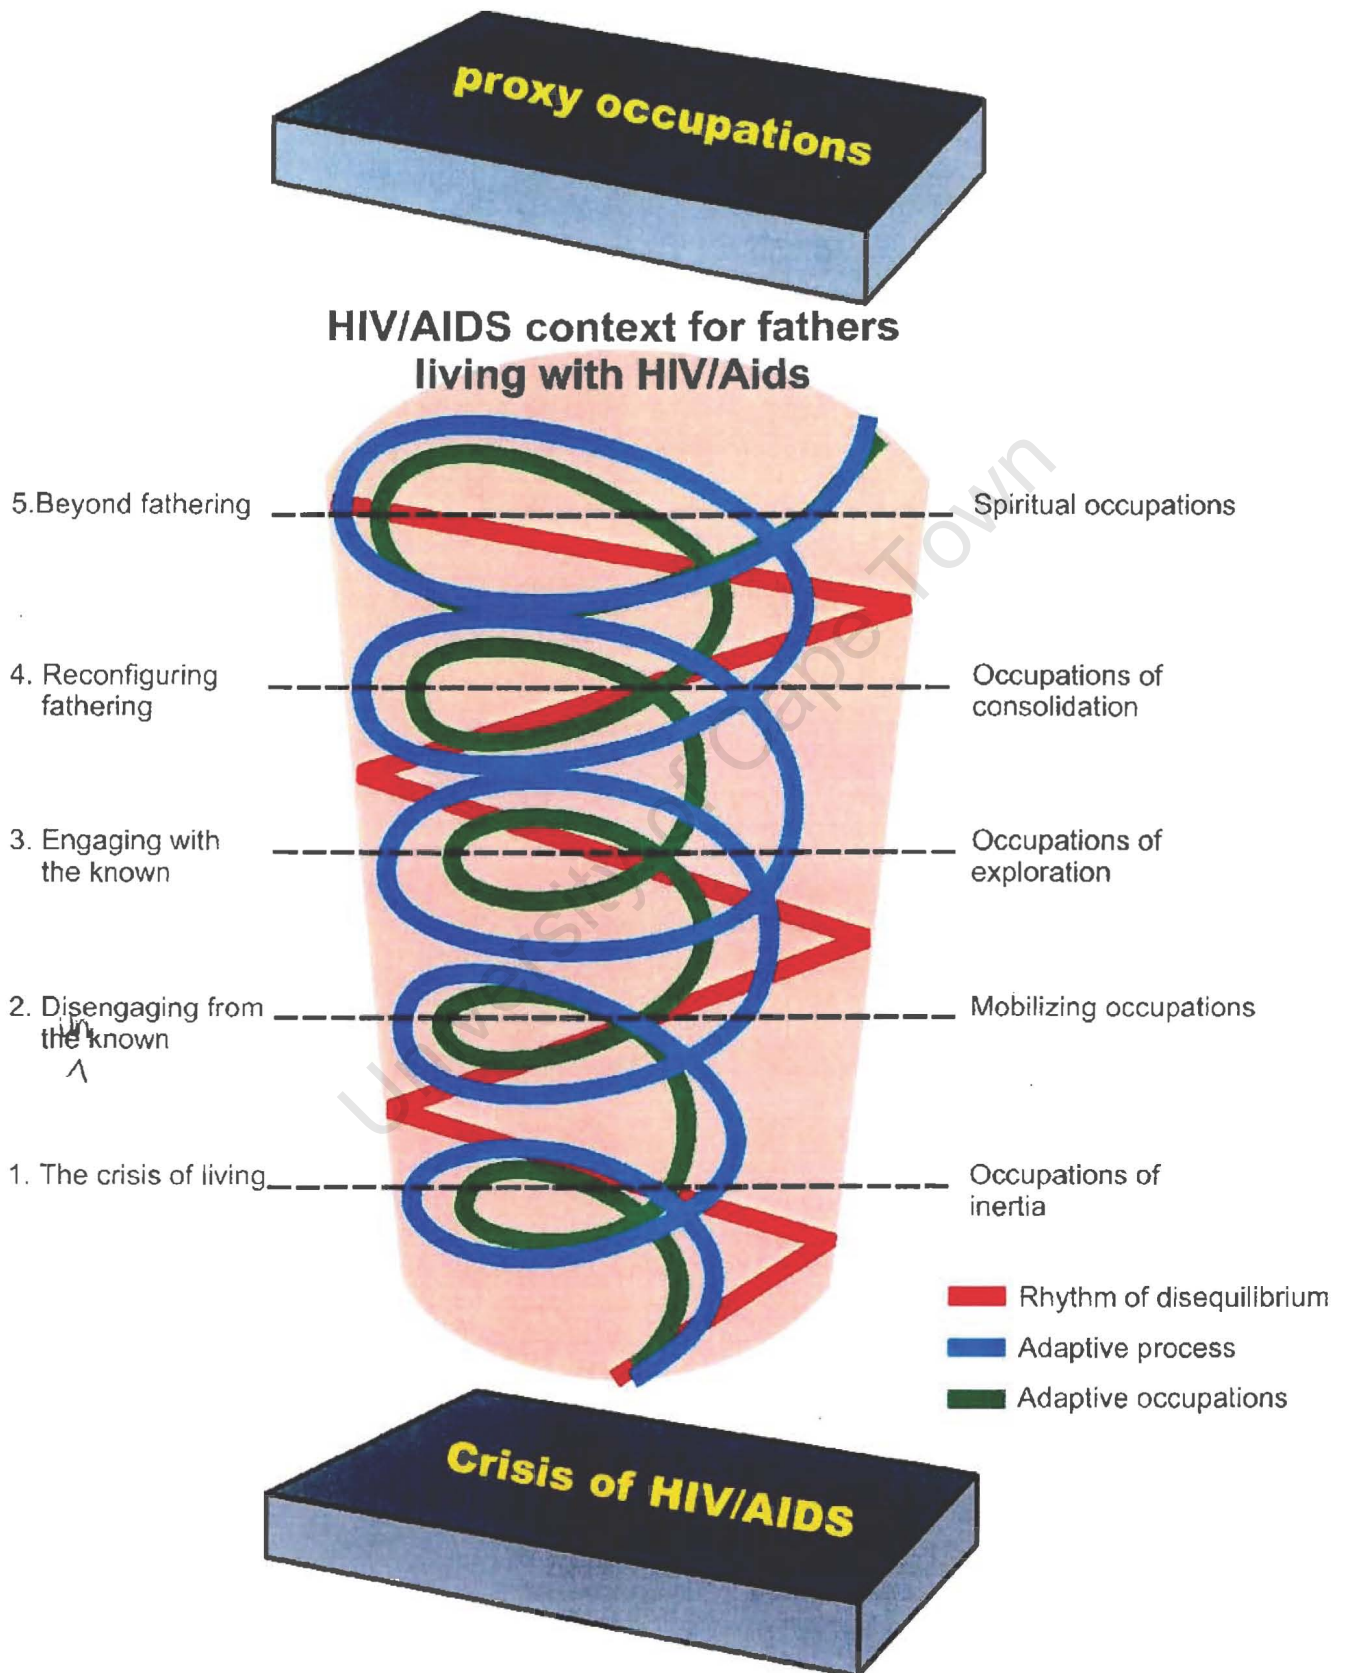 proxy occupations
HIV/AIDS context for fathers
living with HIV/Aids
5.Beyond fathering
Spiritual occupations
4. Reconfiguring
fathering
Occupations of
consolidation
3. Engaging with
the known
Occupations of
exploration
2. Disengaging from
the known
un
Mobilizing occupations
1. The crisis of living
Occupations of
inertia
Rhythm of disequilibrium
Adaptive process
Adaptive occupations
Crisis of HIV/AIDS
University of Cape Town